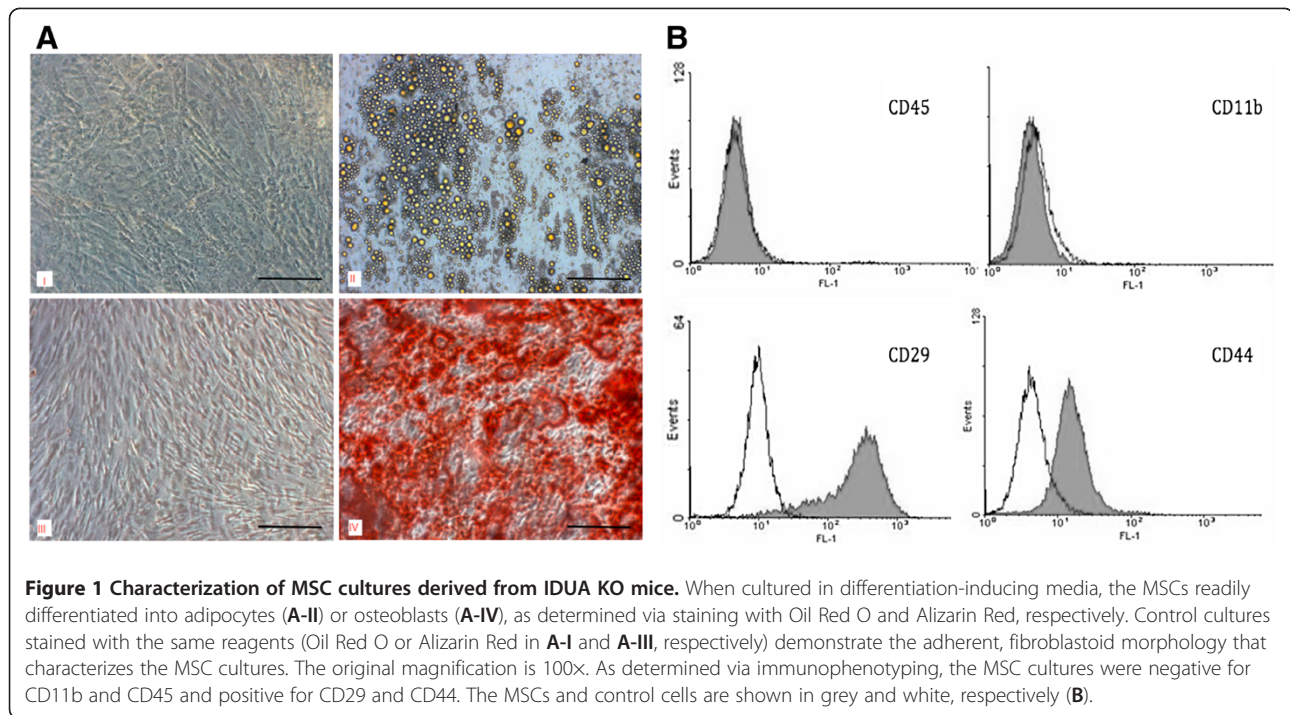 A
B
I
II
III
IV
128
CD45
Events
0
10⁰
10¹
10²
10³
FL-1
128
CD11b
Events
0
10⁰
10¹
10²
10³
FL-1
64
CD29
Events
0
10⁰
10¹
10²
10³
FL-1
128
CD44
Events
0
10⁰
10¹
10²
10³
FL-1
Figure 1 Characterization of MSC cultures derived from IDUA KO mice. When cultured in differentiation-inducing media, the MSCs readily
differentiated into adipocytes (A-II) or osteoblasts (A-IV), as determined via staining with Oil Red O and Alizarin Red, respectively. Control cultures
stained with the same reagents (Oil Red O or Alizarin Red in A-I and A-III, respectively) demonstrate the adherent, fibroblastoid morphology that
characterizes the MSC cultures. The original magnification is 100×. As determined via immunophenotyping, the MSC cultures were negative for
CD11b and CD45 and positive for CD29 and CD44. The MSCs and control cells are shown in grey and white, respectively (B).